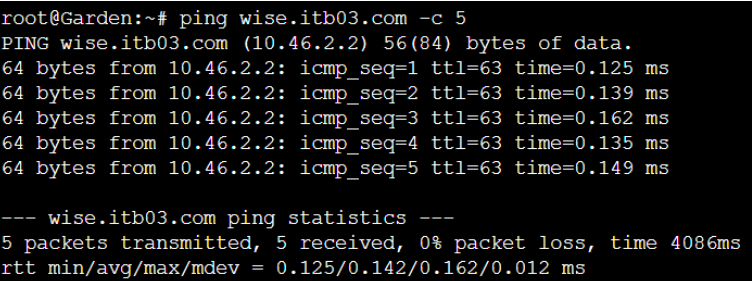 root@Garden:~# ping wise.itb03.com -c 5
PING wise.itb03.com (10.46.2.2) 56(84) bytes of data.
64 bytes from 10.46.2.2: icmp_seq=1 ttl=63 time=0.125 ms
64 bytes from 10.46.2.2: icmp_seq=2 ttl=63 time=0.139 ms
64 bytes from 10.46.2.2: icmp_seq=3 ttl=63 time=0.162 ms
64 bytes from 10.46.2.2: icmp_seq=4 ttl=63 time=0.135 ms
64 bytes from 10.46.2.2: icmp_seq=5 ttl=63 time=0.149 ms
--- wise.itb03.com ping statistics ---
5 packets transmitted, 5 received, 0% packet loss, time 4086ms
rtt min/avg/max/mdev = 0.125/0.142/0.162/0.012 ms